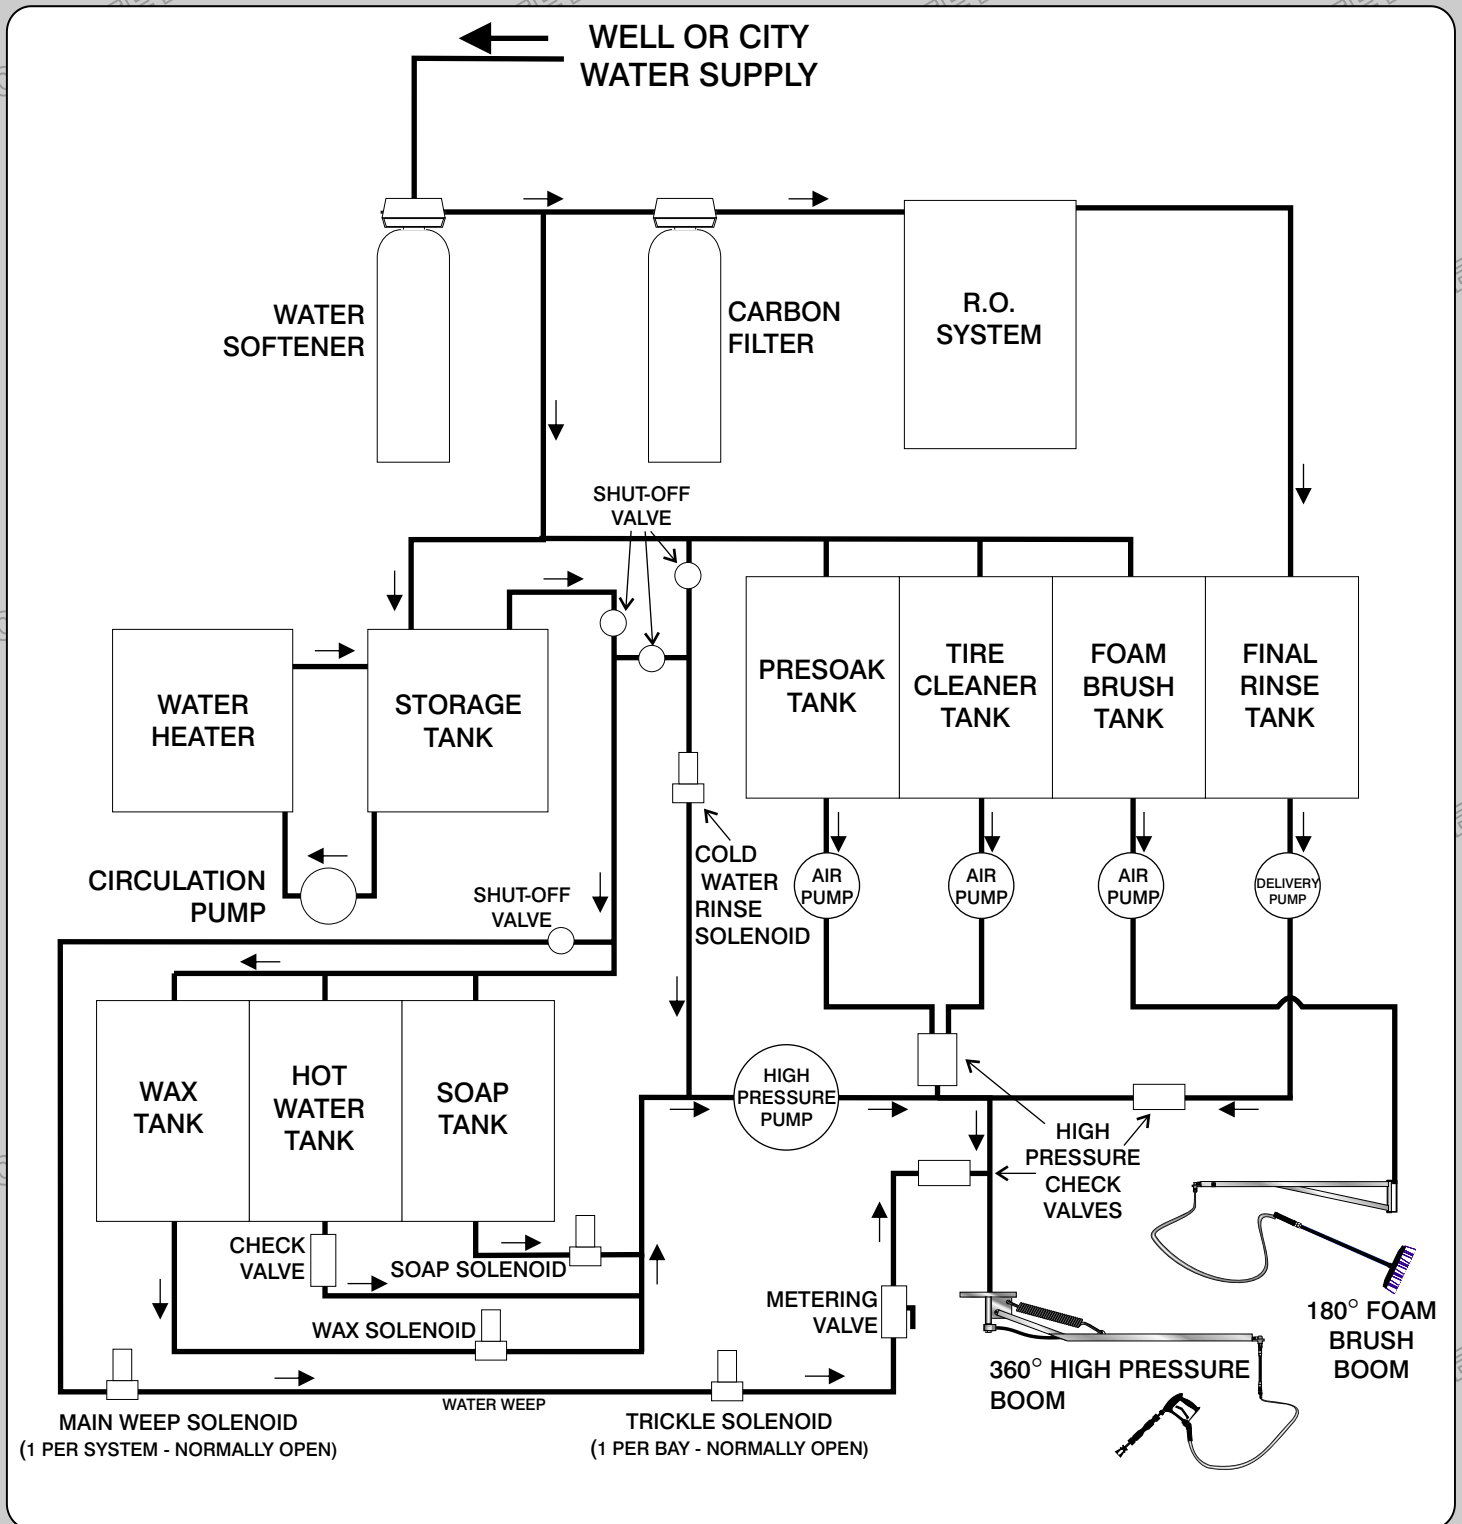 WELL OR CITY
WATER SUPPLY
WATER
SOFTENER
CARBON
FILTER
R.O.
SYSTEM
SHUT-OFF
VALVE
WATER
HEATER
STORAGE
TANK
PRESOAK
TANK
TIRE
CLEANER
TANK
FOAM
BRUSH
TANK
FINAL
RINSE
TANK
CIRCULATION
PUMP
SHUT-OFF
VALVE
COLD
WATER
RINSE
SOLENOID
AIR
PUMP
AIR
PUMP
AIR
PUMP
DELIVERY
PUMP
WAX
TANK
HOT
WATER
TANK
SOAP
TANK
HIGH
PRESSURE
PUMP
HIGH
PRESSURE
CHECK
VALVES
CHECK
VALVE
SOAP SOLENOID
WAX SOLENOID
METERING
VALVE
180° FOAM
BRUSH
BOOM
360° HIGH PRESSURE
BOOM
WATER WEEP
MAIN WEEP SOLENOID
(1 PER SYSTEM - NORMALLY OPEN)
TRICKLE SOLENOID
(1 PER BAY - NORMALLY OPEN)